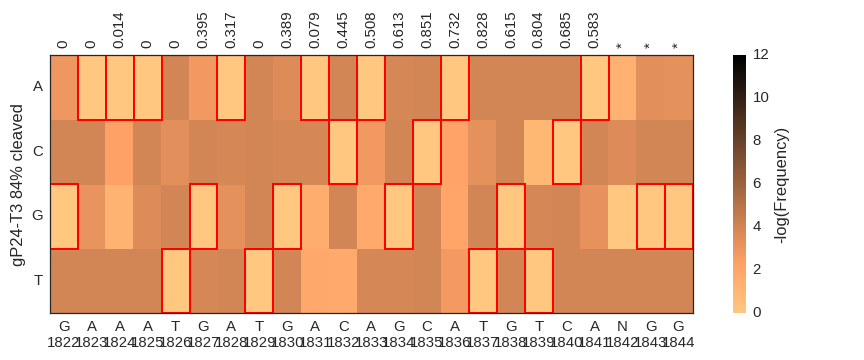 0 0 0.014 0 0 0.395 0.317 0 0.389 0.079 0.445 0.508 0.613 0.851 0.732 0.828 0.615 0.804 0.685 0.583 * * *
gP24-T3 84% cleaved
A
C
G
T
G A A A T G A T G A C A G C A T G T C A N G G
1822 1823 1824 1825 1826 1827 1828 1829 1830 1831 1832 1833 1834 1835 1836 1837 1838 1839 1840 1841 1842 1843 1844
12
10
8
6
4
2
0
-log(Frequency)